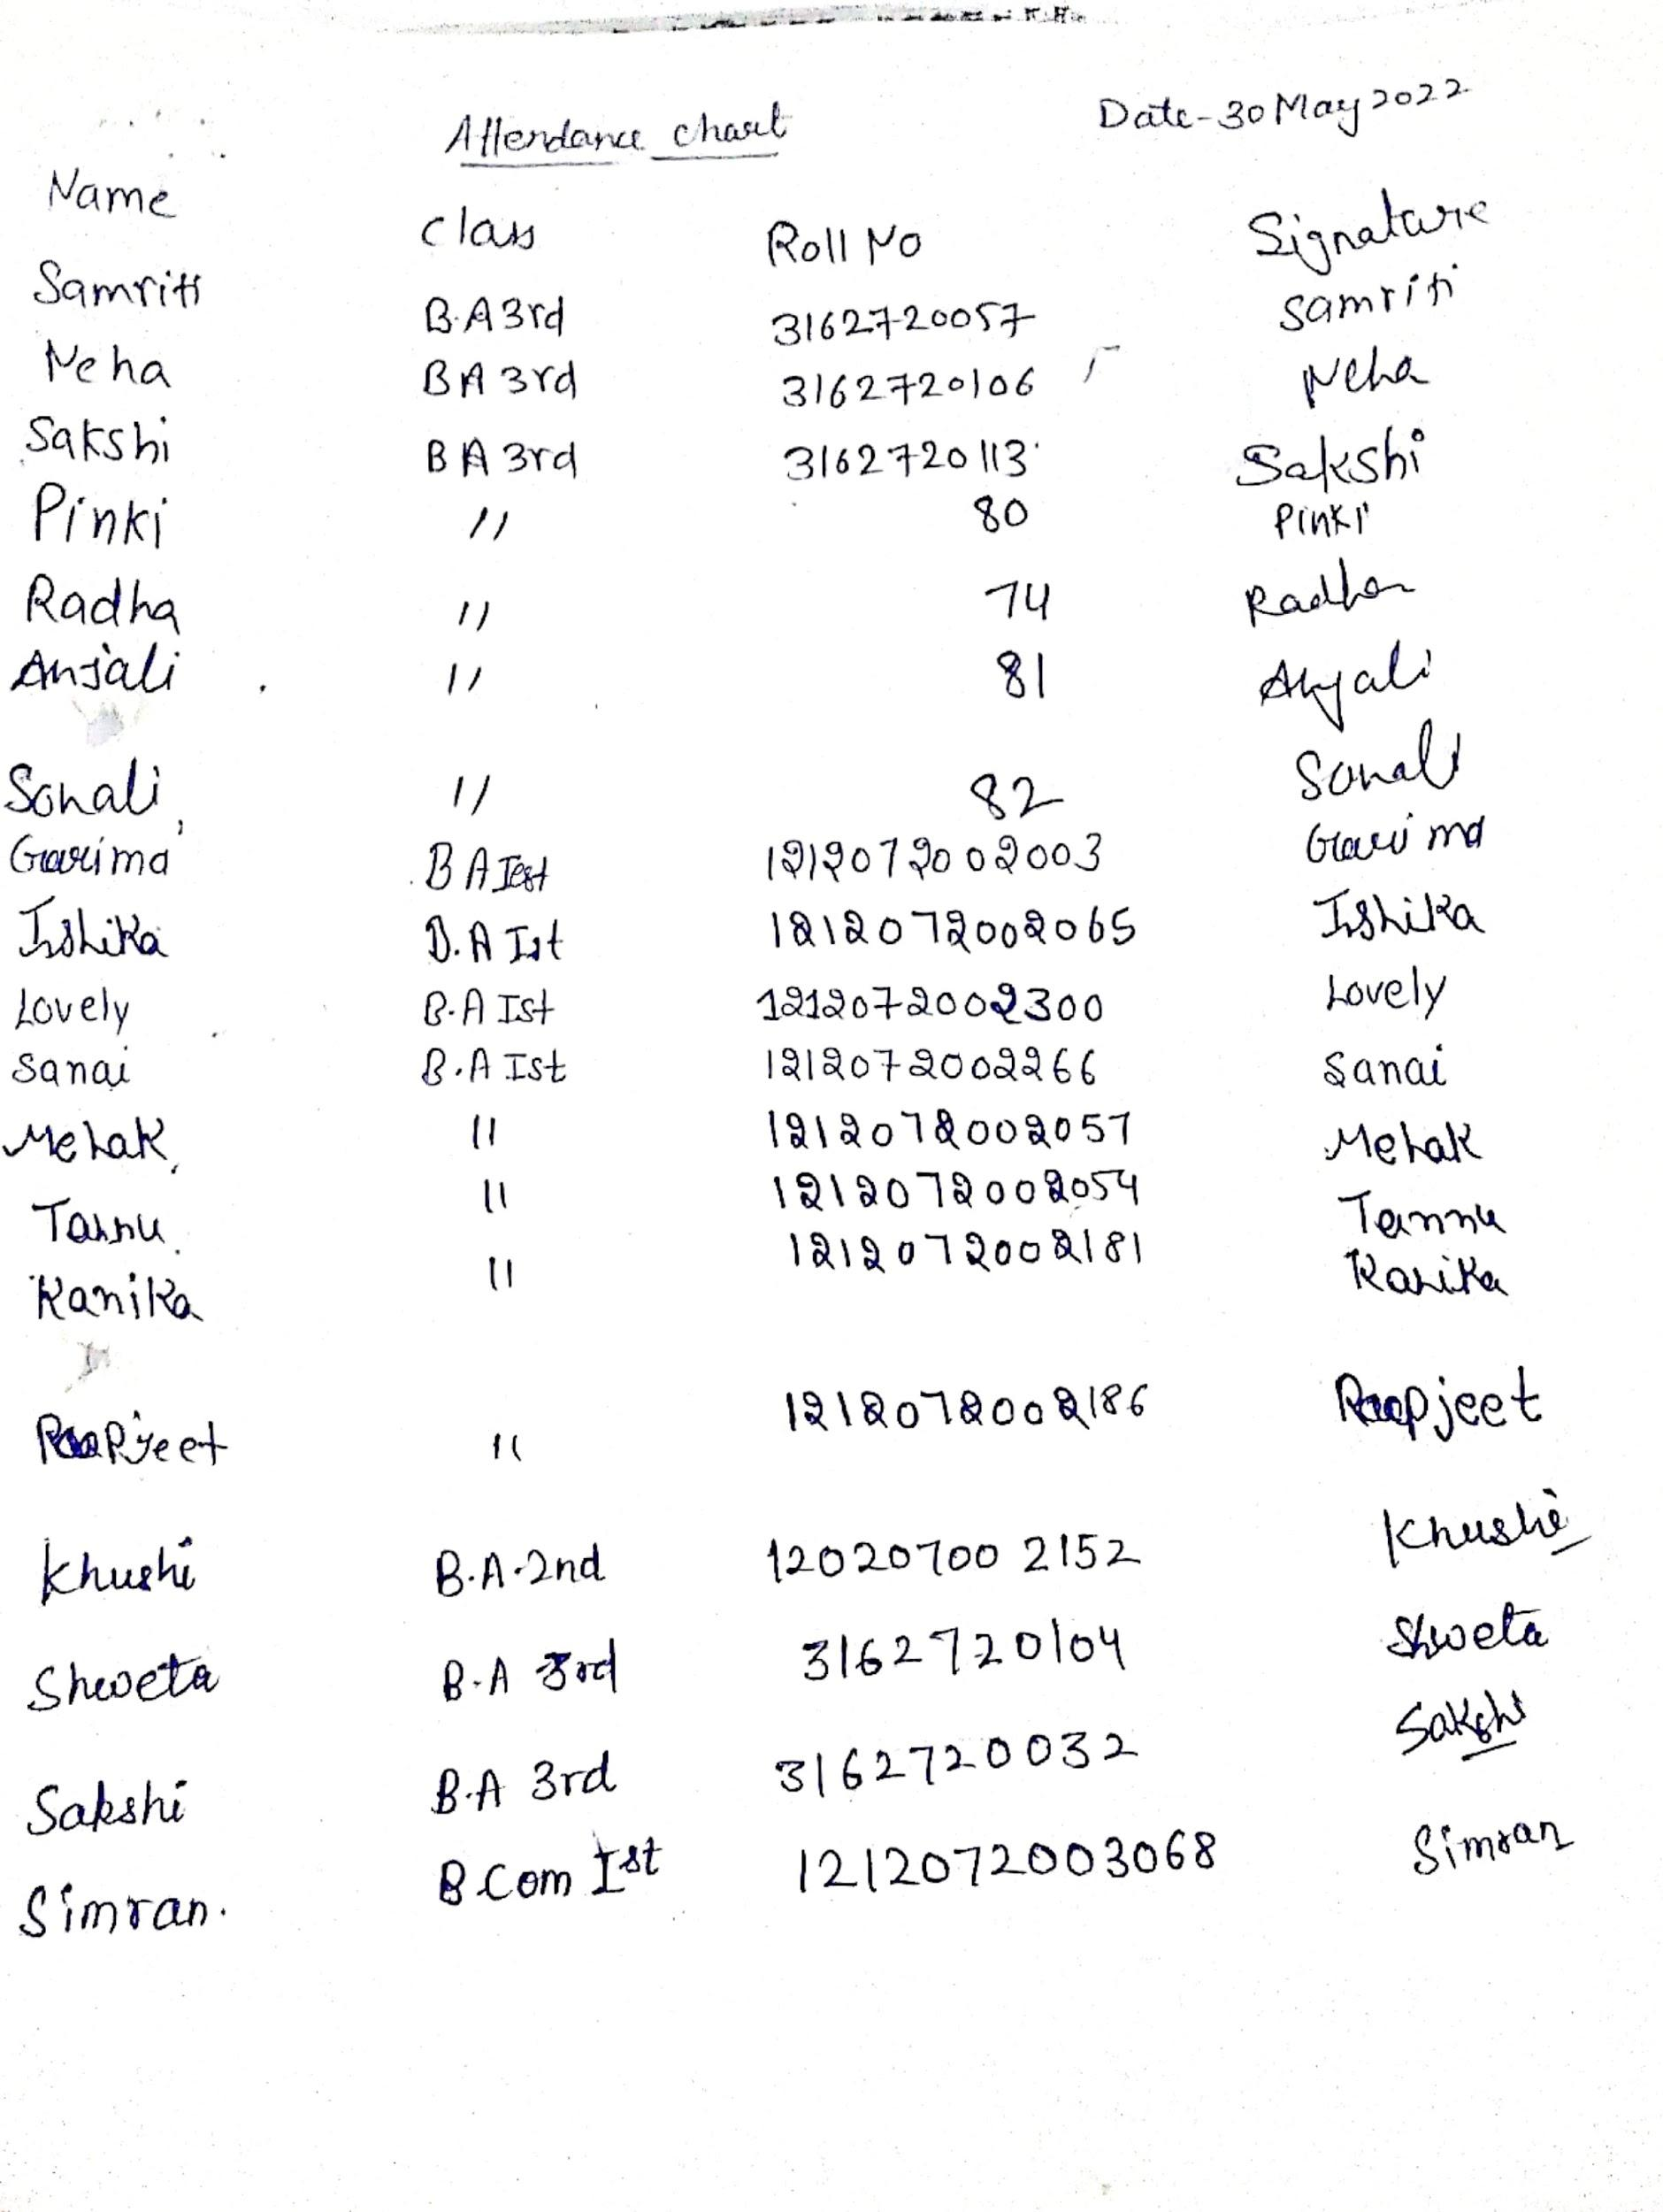 Attendance chart
Date-30 May 2022
Name class Roll No Signature
Samriti B.A 3rd 3162720057 Samriti
Neha BA 3rd 3162720106 Neha
Sakshi BA 3rd 3162720113 Sakshi
Pinki " 80 Pinki
Radha " 74 Radha
Anjali " 81 Anjali
Sonali " 82 Sonali
Garima BA Ist 1212072002003 Garima
Ishika B.A Ist 1212072002065 Ishika
Lovely B.A Ist 1212072002300 Lovely
Sanai B.A Ist 1212072002266 Sanai
Mehak " 1212072002057 Mehak
Tannu " 1212072002054 Tannu
Kanika " 1212072002181 Kanika
Roopjeet " 1212072002186 Roopjeet
Khushi B.A.2nd 120207002152 Khushi
Shweta B.A 3rd 3162720104 Shweta
Sakshi B.A 3rd 3162720032 Sakshi
Simran. B.Com Ist 1212072003068 Simran